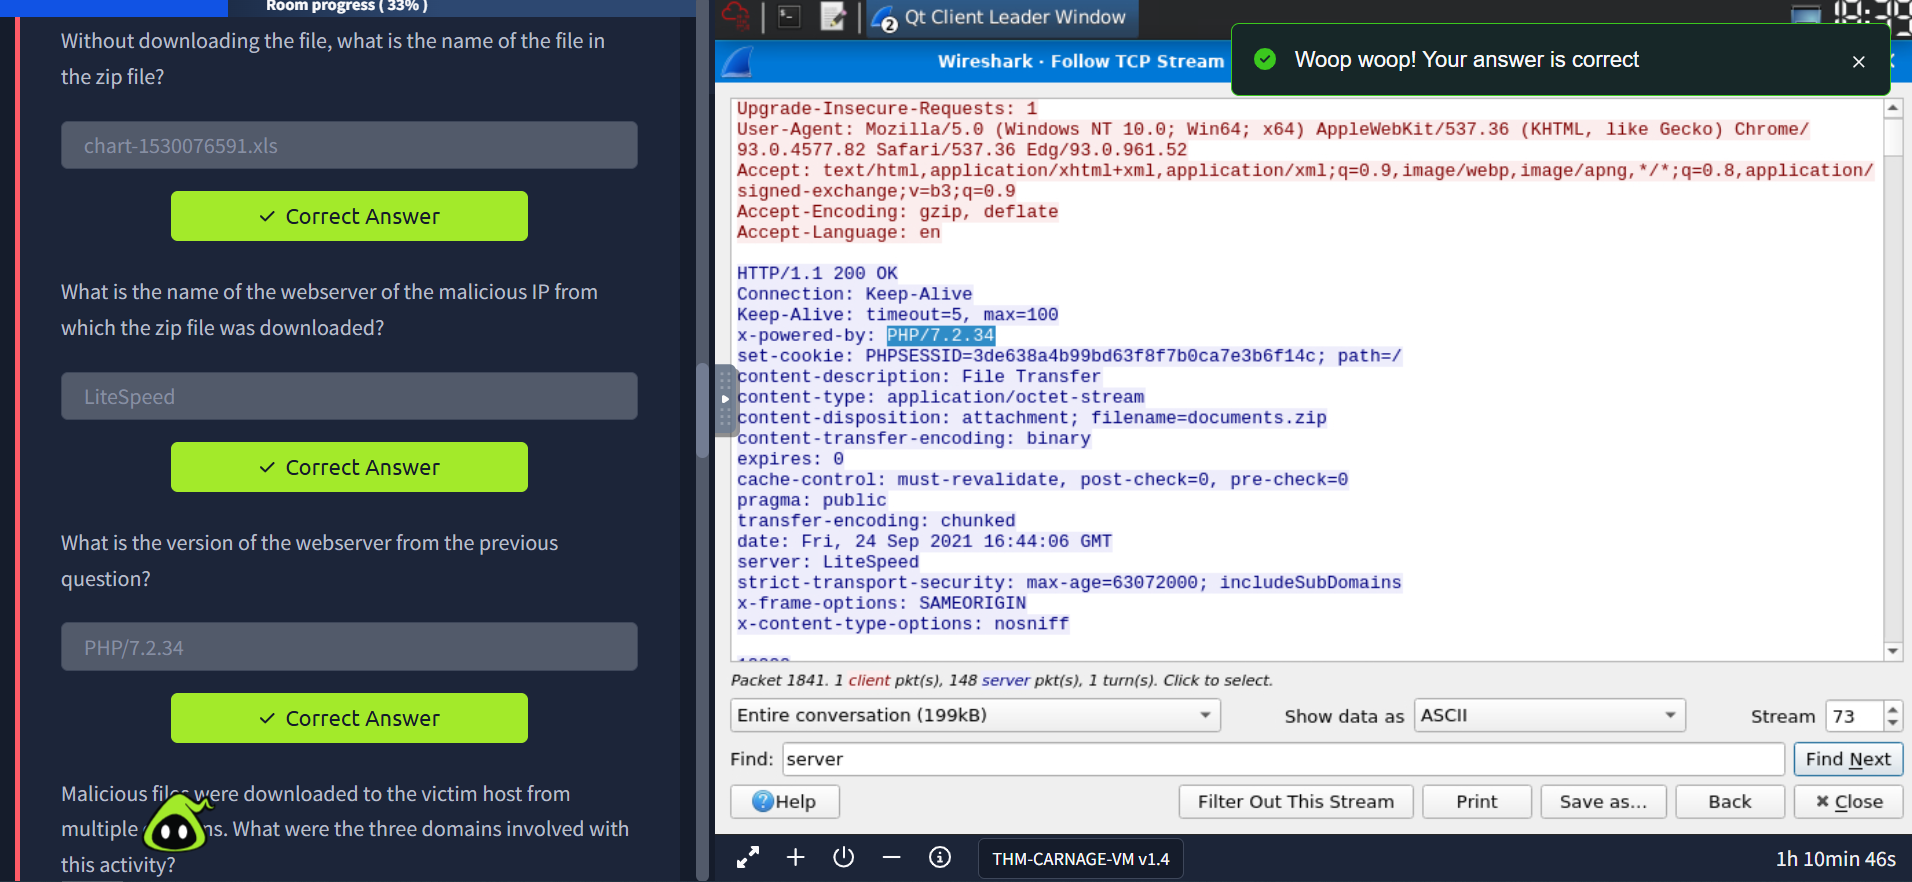 Room progress ( 33% )
Without downloading the file, what is the name of the file in
the zip file?
chart-1530076591.xls
Correct Answer
What is the name of the webserver of the malicious IP from
which the zip file was downloaded?
LiteSpeed
Correct Answer
What is the version of the webserver from the previous
question?
PHP/7.2.34
Correct Answer
Malicious files were downloaded to the victim host from
multiple ns. What were the three domains involved with
this activity?
2 Qt Client Leader Window
Wireshark · Follow TCP Stream
Woop woop! Your answer is correct
Upgrade-Insecure-Requests: 1
User-Agent: Mozilla/5.0 (Windows NT 10.0; Win64; x64) AppleWebKit/537.36 (KHTML, like Gecko) Chrome/
93.0.4577.82 Safari/537.36 Edg/93.0.961.52
Accept: text/html,application/xhtml+xml,application/xml;q=0.9,image/webp,image/apng,*/*;q=0.8,application/
signed-exchange;v=b3;q=0.9
Accept-Encoding: gzip, deflate
Accept-Language: en
HTTP/1.1 200 OK
Connection: Keep-Alive
Keep-Alive: timeout=5, max=100
x-powered-by: PHP/7.2.34
set-cookie: PHPSESSID=3de638a4b99bd63f8f7b0ca7e3b6f14c; path=/
content-description: File Transfer
content-type: application/octet-stream
content-disposition: attachment; filename=documents.zip
content-transfer-encoding: binary
expires: 0
cache-control: must-revalidate, post-check=0, pre-check=0
pragma: public
transfer-encoding: chunked
date: Fri, 24 Sep 2021 16:44:06 GMT
server: LiteSpeed
strict-transport-security: max-age=63072000; includeSubDomains
x-frame-options: SAMEORIGIN
x-content-type-options: nosniff
Packet 1841. 1 client pkt(s), 148 server pkt(s), 1 turn(s). Click to select.
Entire conversation (199kB)
Show data as ASCII
Stream 73
Find: server
Find Next
Help
Filter Out This Stream
Print
Save as...
Back
Close
THM-CARNAGE-VM v1.4
1h 10min 46s